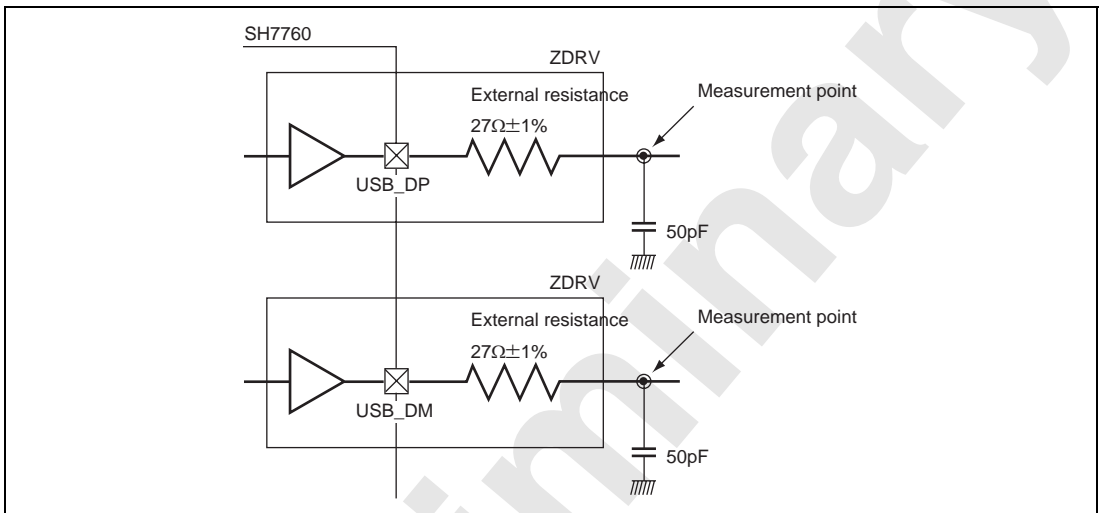 SH7760
ZDRV
External resistance
Measurement point
27Ω±1%
USB_DP
50pF
ZDRV
External resistance
Measurement point
27Ω±1%
USB_DM
50pF